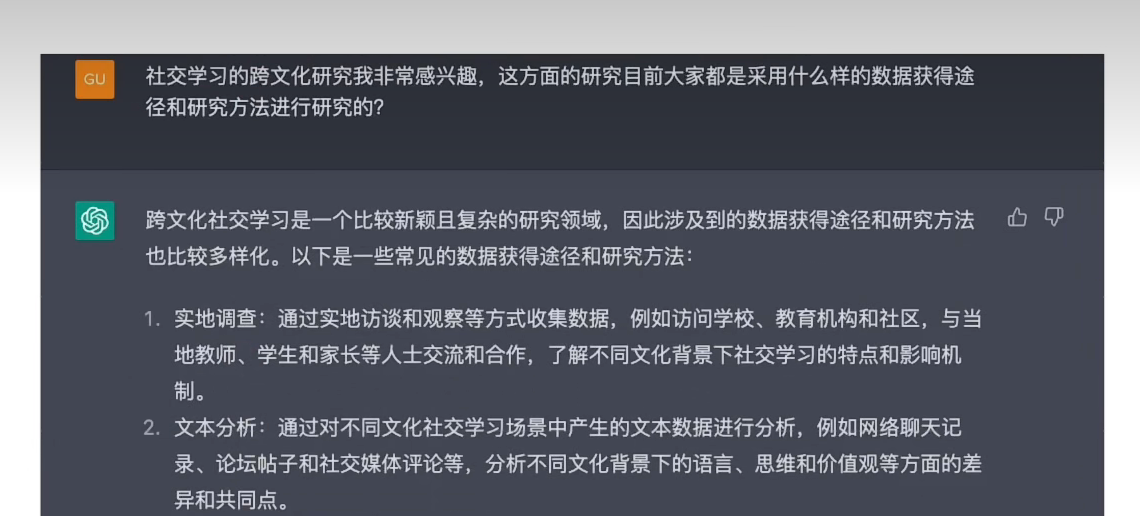 GU
社交学习的跨文化研究我非常感兴趣，这方面的研究目前大家都是采用什么样的数据获得途
径和研究方法进行研究的?
跨文化社交学习是一个比较新颖且复杂的研究领域，因此涉及到的数据获得途径和研究方法
也比较多样化。以下是一些常见的数据获得途径和研究方法：
1. 实地调查：通过实地访谈和观察等方式收集数据，例如访问学校、教育机构和社区，与当
地教师、学生和家长等人士交流和合作，了解不同文化背景下社交学习的特点和影响机
制。
2. 文本分析：通过对不同文化社交学习场景中产生的文本数据进行分析，例如网络聊天记
录、论坛帖子和社交媒体评论等，分析不同文化背景下的语言、思维和价值观等方面的差
异和共同点。